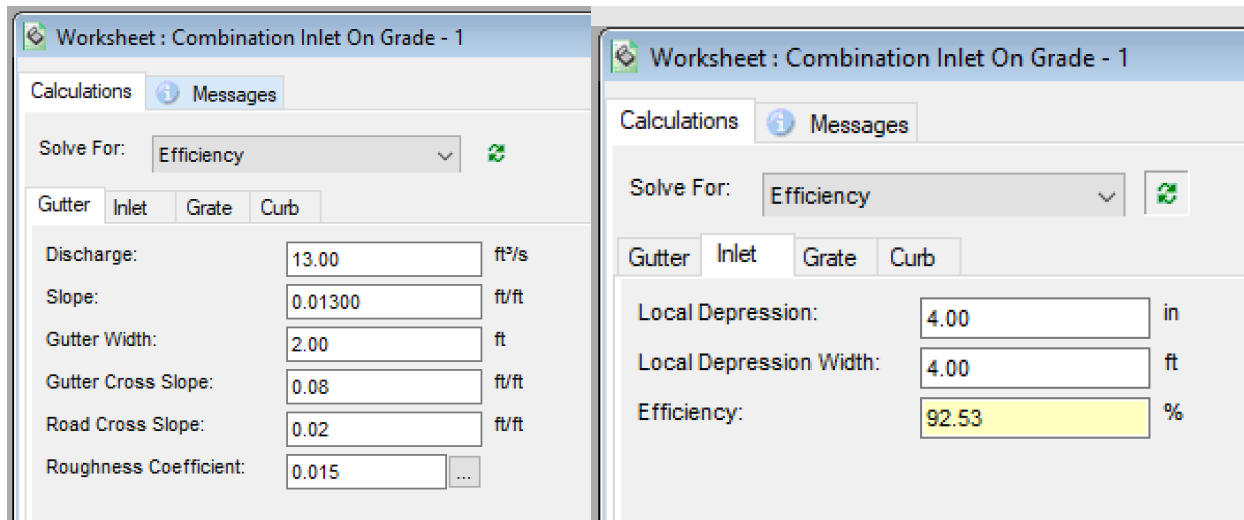 Worksheet : Combination Inlet On Grade - 1
Calculations Messages
Solve For: Efficiency
Gutter Inlet Grate Curb
Discharge: 13.00 ft³/s
Slope: 0.01300 ft/ft
Gutter Width: 2.00 ft
Gutter Cross Slope: 0.08 ft/ft
Road Cross Slope: 0.02 ft/ft
Roughness Coefficient: 0.015 ...
Worksheet : Combination Inlet On Grade - 1
Calculations Messages
Solve For: Efficiency
Gutter Inlet Grate Curb
Local Depression: 4.00 in
Local Depression Width: 4.00 ft
Efficiency: 92.53 %